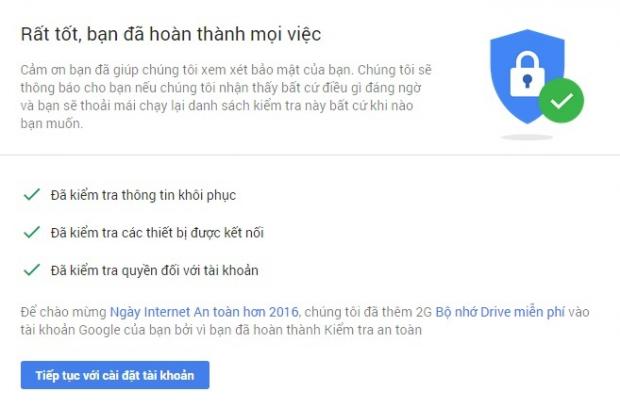 Rất tốt, bạn đã hoàn thành mọi việc
Cảm ơn bạn đã giúp chúng tôi xem xét bảo mật của bạn. Chúng tôi sẽ
thông báo cho bạn nếu chúng tôi nhận thấy bất cứ điều gì đáng ngờ
và bạn sẽ thoải mái chạy lại danh sách kiểm tra này bất cứ khi nào
bạn muốn.
Đã kiểm tra thông tin khôi phục
Đã kiểm tra các thiết bị được kết nối
Đã kiểm tra quyền đối với tài khoản
Để chào mừng Ngày Internet An toàn hơn 2016, chúng tôi đã thêm 2G Bộ nhớ Drive miễn phí vào
tài khoản Google của bạn bởi vì bạn đã hoàn thành Kiểm tra an toàn
Tiếp tục với cài đặt tài khoản